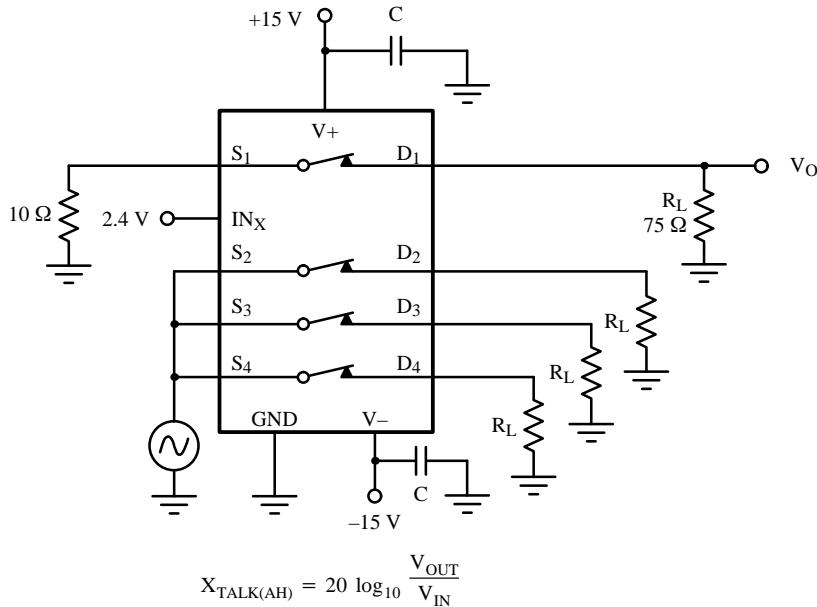 +15 V
C
V+
S1
D1
VO
10 Ω
2.4 V
INX
RL
75 Ω
S2
D2
S3
D3
RL
S4
D4
RL
RL
GND
V–
C
–15 V
XTALK(AH) = 20 log10 VOUT/VIN